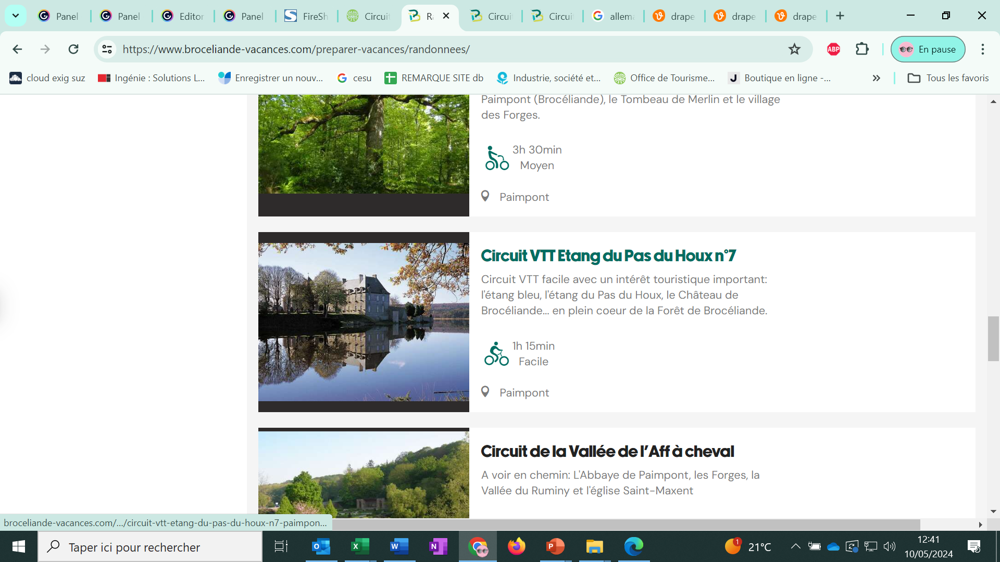 Panel
Panel
Editor
Panel
FireSh
Circuit
Ra
Circuit
Circuit
allema
drape
drape
drape
https://www.broceliande-vacances.com/preparer-vacances/randonnees/
ABP
En pause
cloud exig suz
Ingénie : Solutions L...
Enregistrer un nouv...
cesu
REMARQUE SITE db
Industrie, société et...
Office de Tourisme...
Boutique en ligne -...
Tous les favoris
Paimpont (Brocéliande), le Tombeau de Merlin et le village
des Forges.
3h 30min
Moyen
Paimpont
Circuit VTT Etang du Pas du Houx n°7
Circuit VTT facile avec un intérêt touristique important:
l'étang bleu, l'étang du Pas du Houx, le Château de
Brocéliande... en plein coeur de la Forêt de Brocéliande.
1h 15min
Facile
Paimpont
Circuit de la Vallée de l'Aff à cheval
A voir en chemin: L'Abbaye de Paimpont, les Forges, la
Vallée du Ruminy et l'église Saint-Maxent
broceliande-vacances.com/.../circuit-vtt-etang-du-pas-du-houx-n7-paimpon...
Taper ici pour rechercher
1
21°C
12:41
10/05/2024